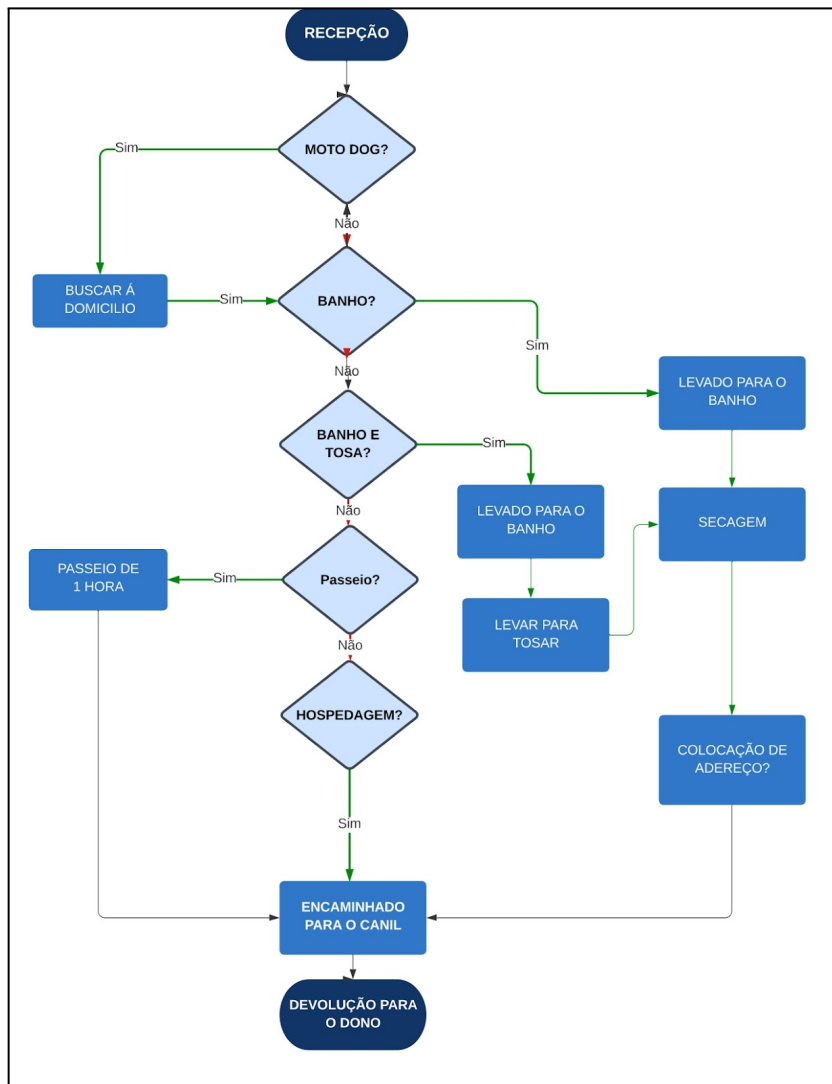 RECEPÇÃO
MOTO DOG?
Sim
Não
BUSCAR Á
DOMICILIO
Sim
BANHO?
Sim
Não
LEVADO PARA O
BANHO
BANHO E
TOSA?
Sim
LEVADO PARA O
BANHO
SECAGEM
Não
PASSEIO DE
1 HORA
Sim
Passeio?
LEVAR PARA
TOSAR
Não
HOSPEDAGEM?
COLOCAÇÃO DE
ADEREÇO?
Sim
ENCAMINHADO
PARA O CANIL
DEVOLUÇÃO PARA
O DONO